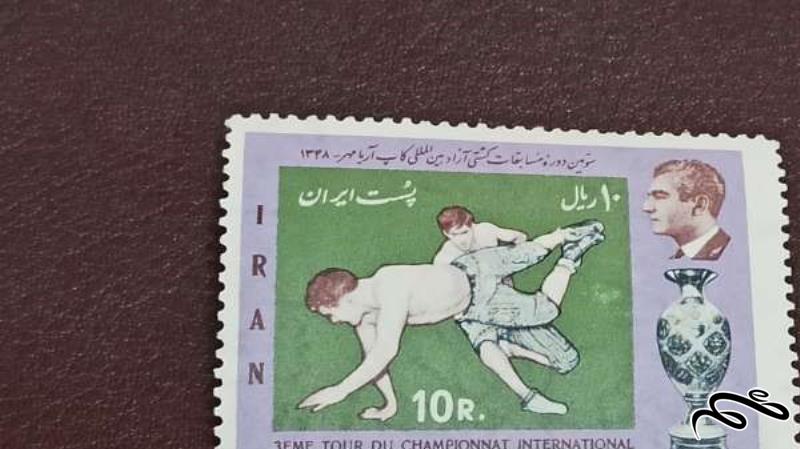 سومین دوره مسابقات کشتی آزاد بین المللی کاپ آریامهر - ۱۳۴۸
پست ایران
۱۰ ریال
IRAN
10R.
3EME TOUR DU CHAMPIONNAT INTERNATIONAL